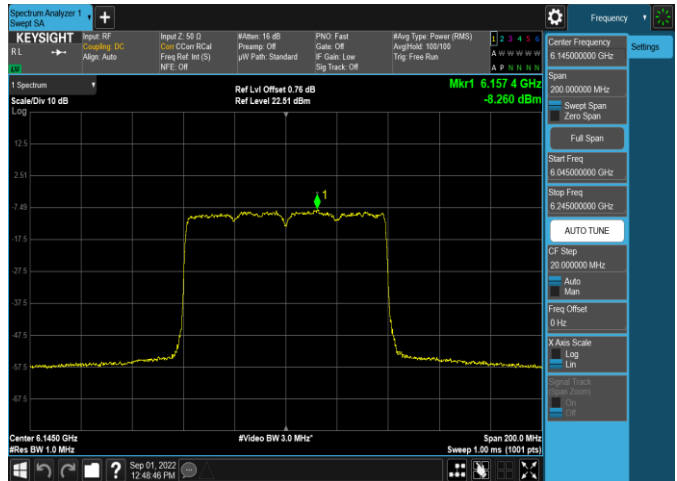 Spectrum Analyzer 1
Swept SA
+
Frequency
KEYSIGHT
RL
Input: RF
Coupling: DC
Align: Auto
Input Z: 50 Ω
Corr CCorr RCal
Freq Ref: Int (S)
NFE: Off
#Atten: 16 dB
Preamp: Off
µW Path: Standard
PNO: Fast
Gate: Off
IF Gain: Low
Sig Track: Off
#Avg Type: Power (RMS)
Avg|Hold: 100/100
Trig: Free Run
1 2 3 4 5 6
A W W W W W
A P N N N N
1 Spectrum
Scale/Div 10 dB
Log
Ref Lvl Offset 0.76 dB
Ref Level 22.51 dBm
Mkr1 6.157 4 GHz
-8.260 dBm
12.5
2.51
-7.49
-17.5
-27.5
-37.5
-47.5
-57.5
-67.5
1
Center 6.1450 GHz
#Res BW 1.0 MHz
#Video BW 3.0 MHz*
Span 200.0 MHz
Sweep 1.00 ms (1001 pts)
?
Sep 01, 2022
12:48:46 PM
Center Frequency
6.145000000 GHz
Span
200.000000 MHz
Swept Span
Zero Span
Full Span
Start Freq
6.045000000 GHz
Stop Freq
6.245000000 GHz
AUTO TUNE
CF Step
20.000000 MHz
Auto
Man
Freq Offset
0 Hz
X Axis Scale
Log
Lin
Signal Track
(Span Zoom)
On
Off
Settings